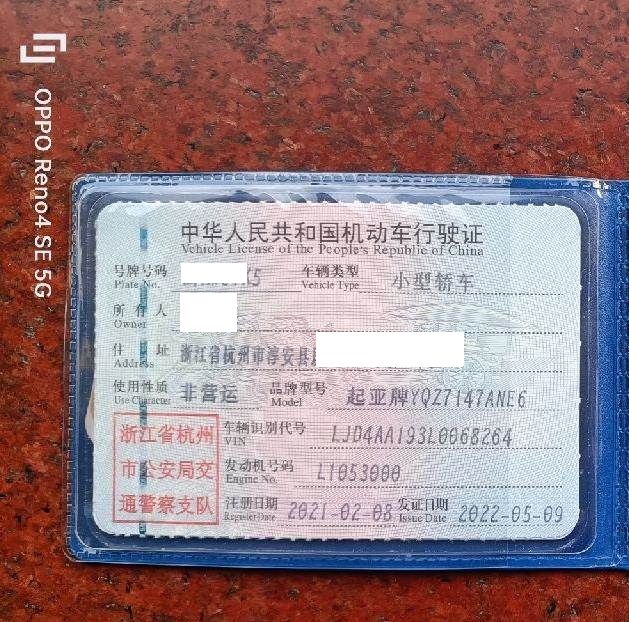 OPPO Reno4 SE 5G
中华人民共和国机动车行驶证
Vehicle License of the People's Republic of China
号牌号码 5 车辆类型 小型轿车
Plate No. Vehicle Type
所有人
Owner
住址 浙江省杭州市淳安县
Address
使用性质 非营运 品牌型号 起亚牌YQZ7147ANE6
Use Character Model
浙江省杭州
市公安局交
通警察支队
车辆识别代号 LJD4AA193L0068264
VIN
发动机号码 L1053000
Engine No.
注册日期 2021-02-08 发证日期 2022-05-09
Register Date Issue Date